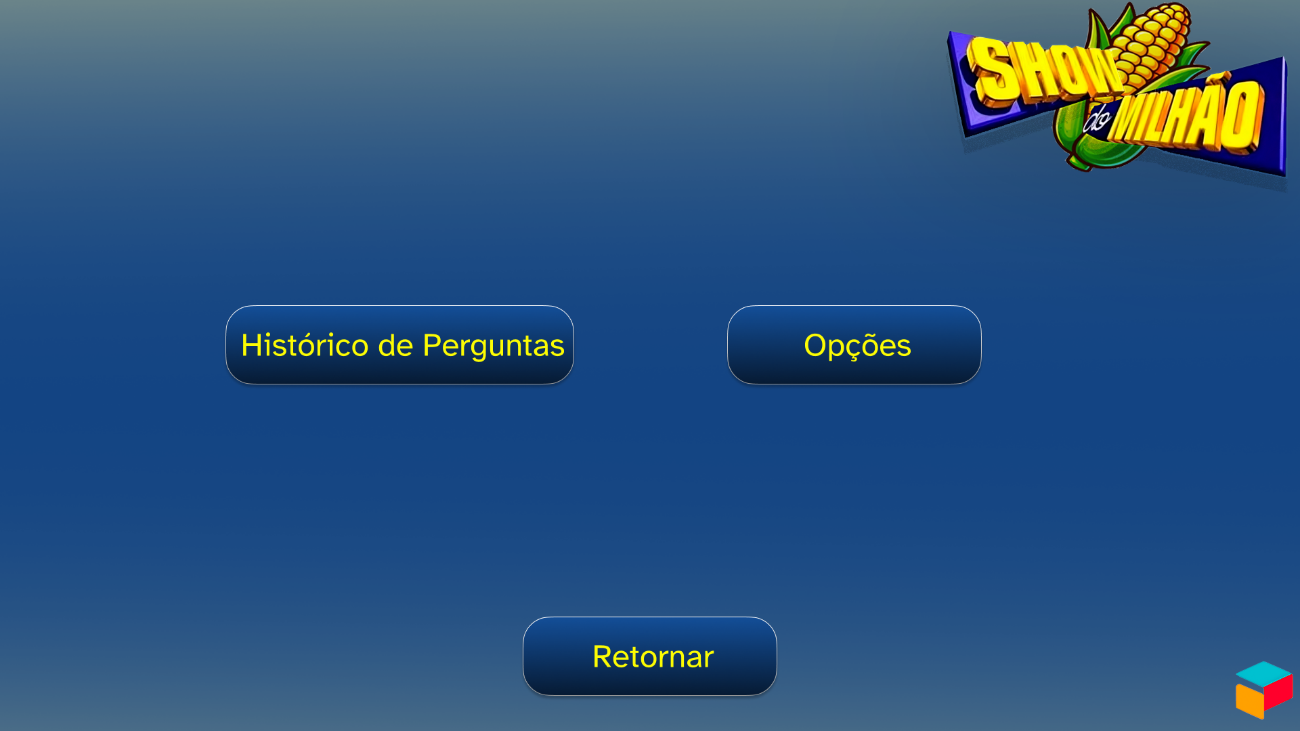 SHOW
do MILHÃO
Histórico de Perguntas
Opções
Retornar